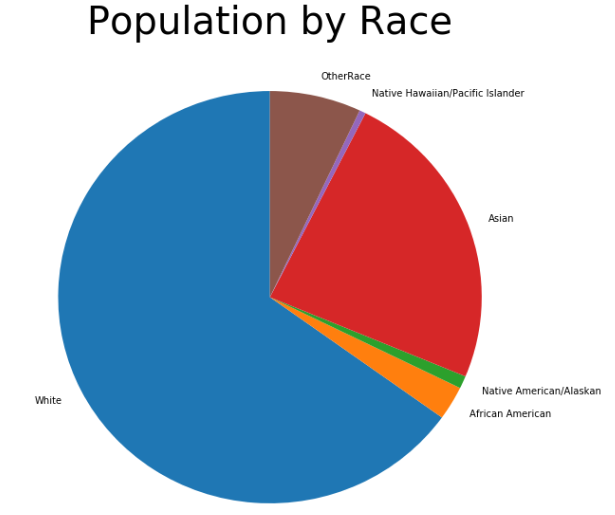 Population by Race
OtherRace
Native Hawaiian/Pacific Islander
Asian
Native American/Alaskan
White
African American